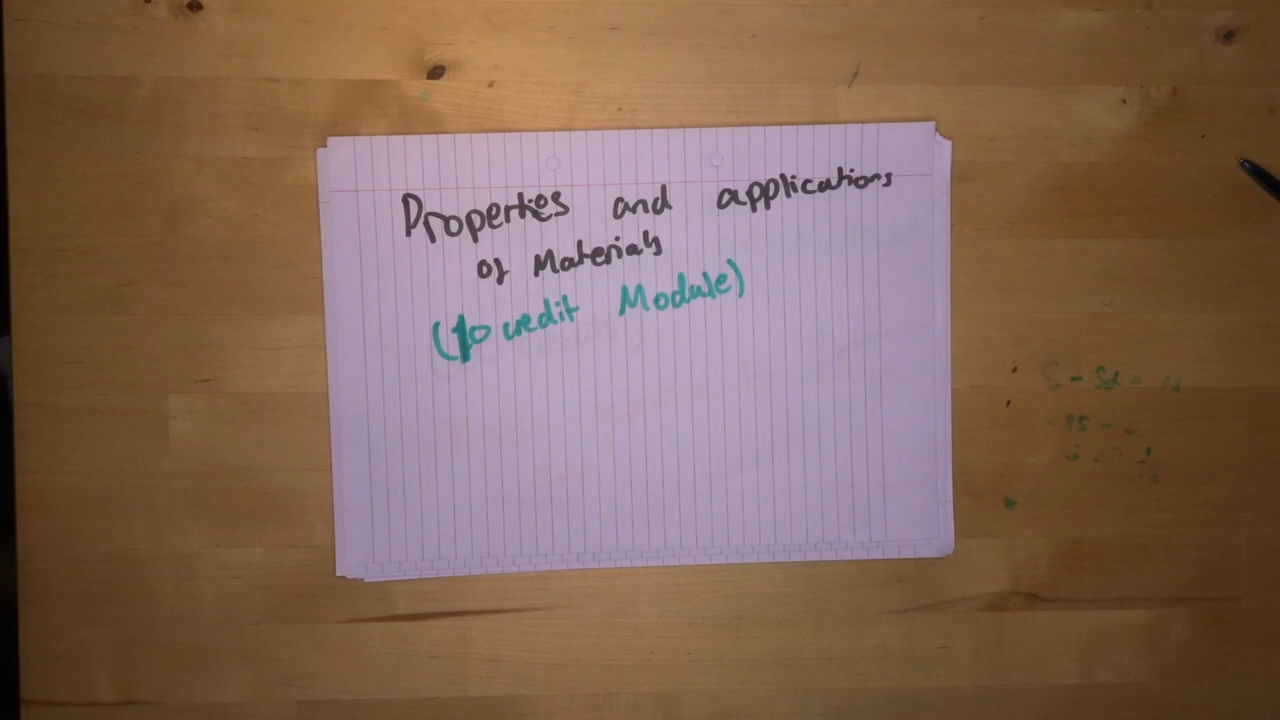 Properties and applications
of Materials
(10 credit Module)